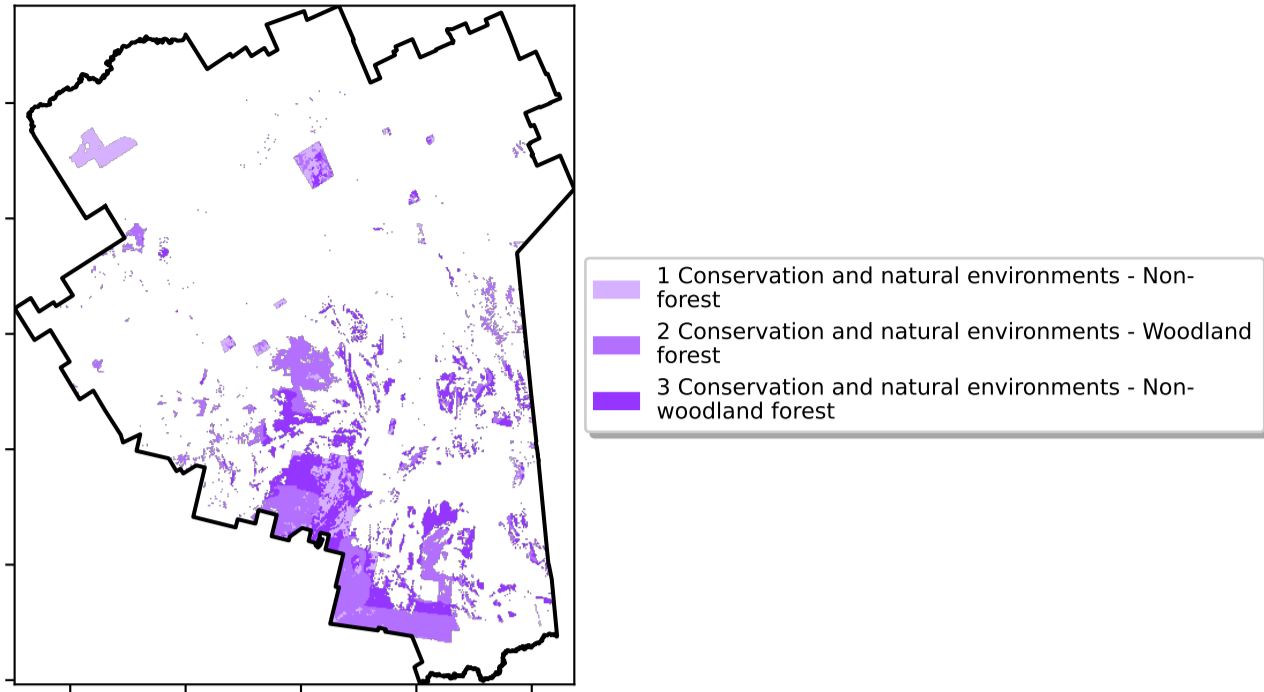 1 Conservation and natural environments - Non-
forest
2 Conservation and natural environments - Woodland
forest
3 Conservation and natural environments - Non-
woodland forest